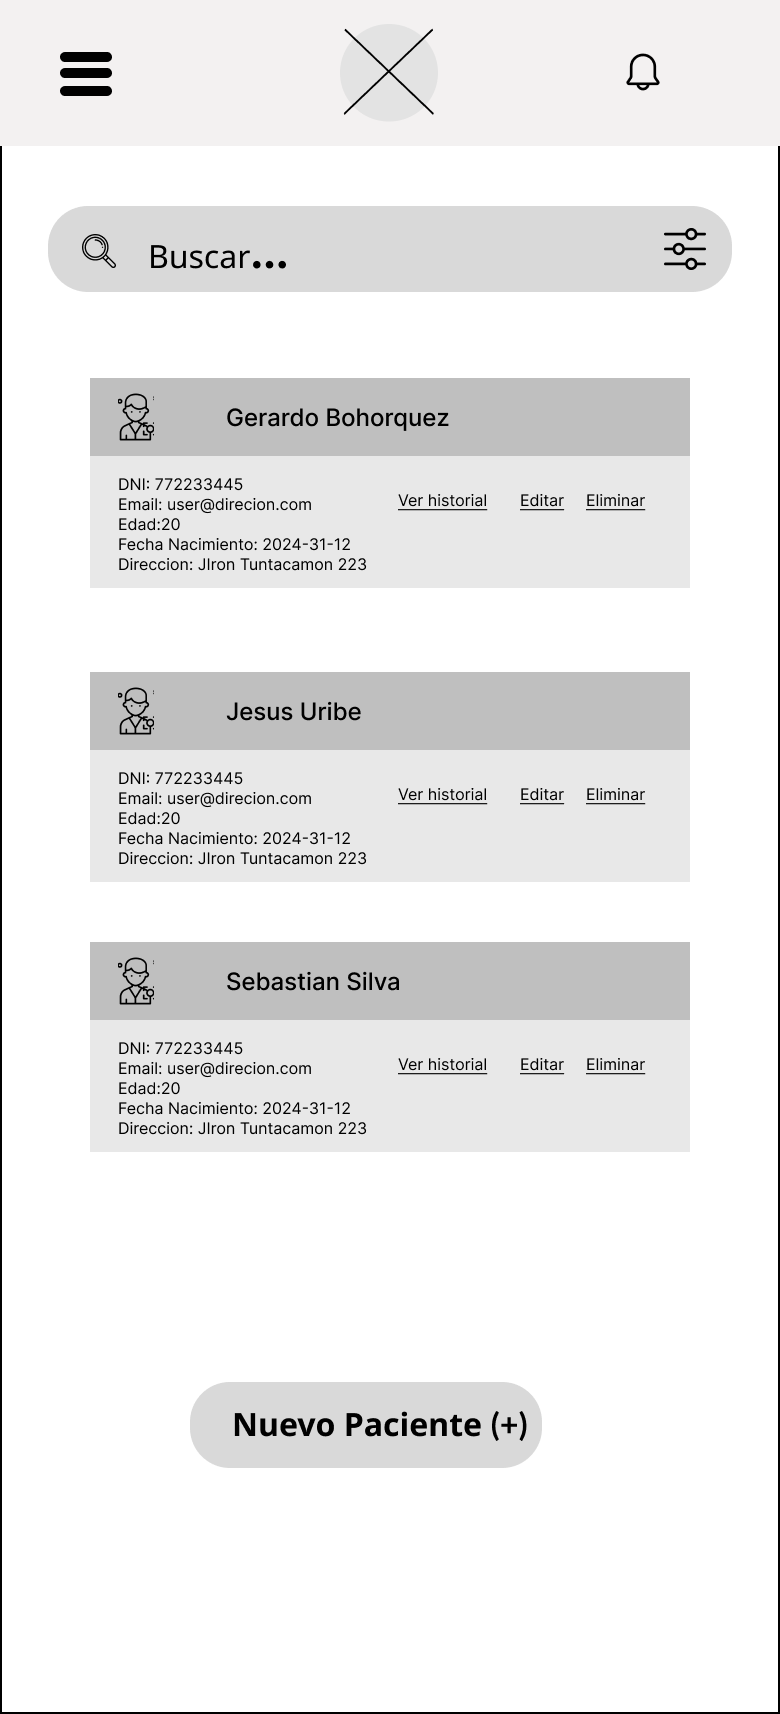 Buscar...
Gerardo Bohorquez
DNI: 772233445
Email: user@direcion.com
Edad:20
Fecha Nacimiento: 2024-31-12
Direccion: JIron Tuntacamon 223
Ver historial Editar Eliminar
Jesus Uribe
DNI: 772233445
Email: user@direcion.com
Edad:20
Fecha Nacimiento: 2024-31-12
Direccion: JIron Tuntacamon 223
Ver historial Editar Eliminar
Sebastian Silva
DNI: 772233445
Email: user@direcion.com
Edad:20
Fecha Nacimiento: 2024-31-12
Direccion: JIron Tuntacamon 223
Ver historial Editar Eliminar
Nuevo Paciente (+)